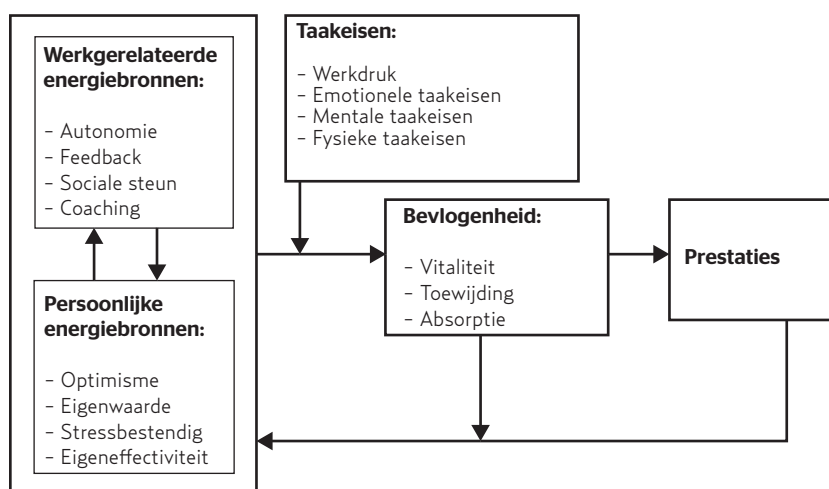 Werkgerelateerde
energiebronnen:
- Autonomie
- Feedback
- Sociale steun
- Coaching
Persoonlijke
energiebronnen:
- Optimisme
- Eigenwaarde
- Stressbestendig
- Eigeneffectiviteit
Taakeisen:
- Werkdruk
- Emotionele taakeisen
- Mentale taakeisen
- Fysieke taakeisen
Bevlogenheid:
- Vitaliteit
- Toewijding
- Absorptie
Prestaties